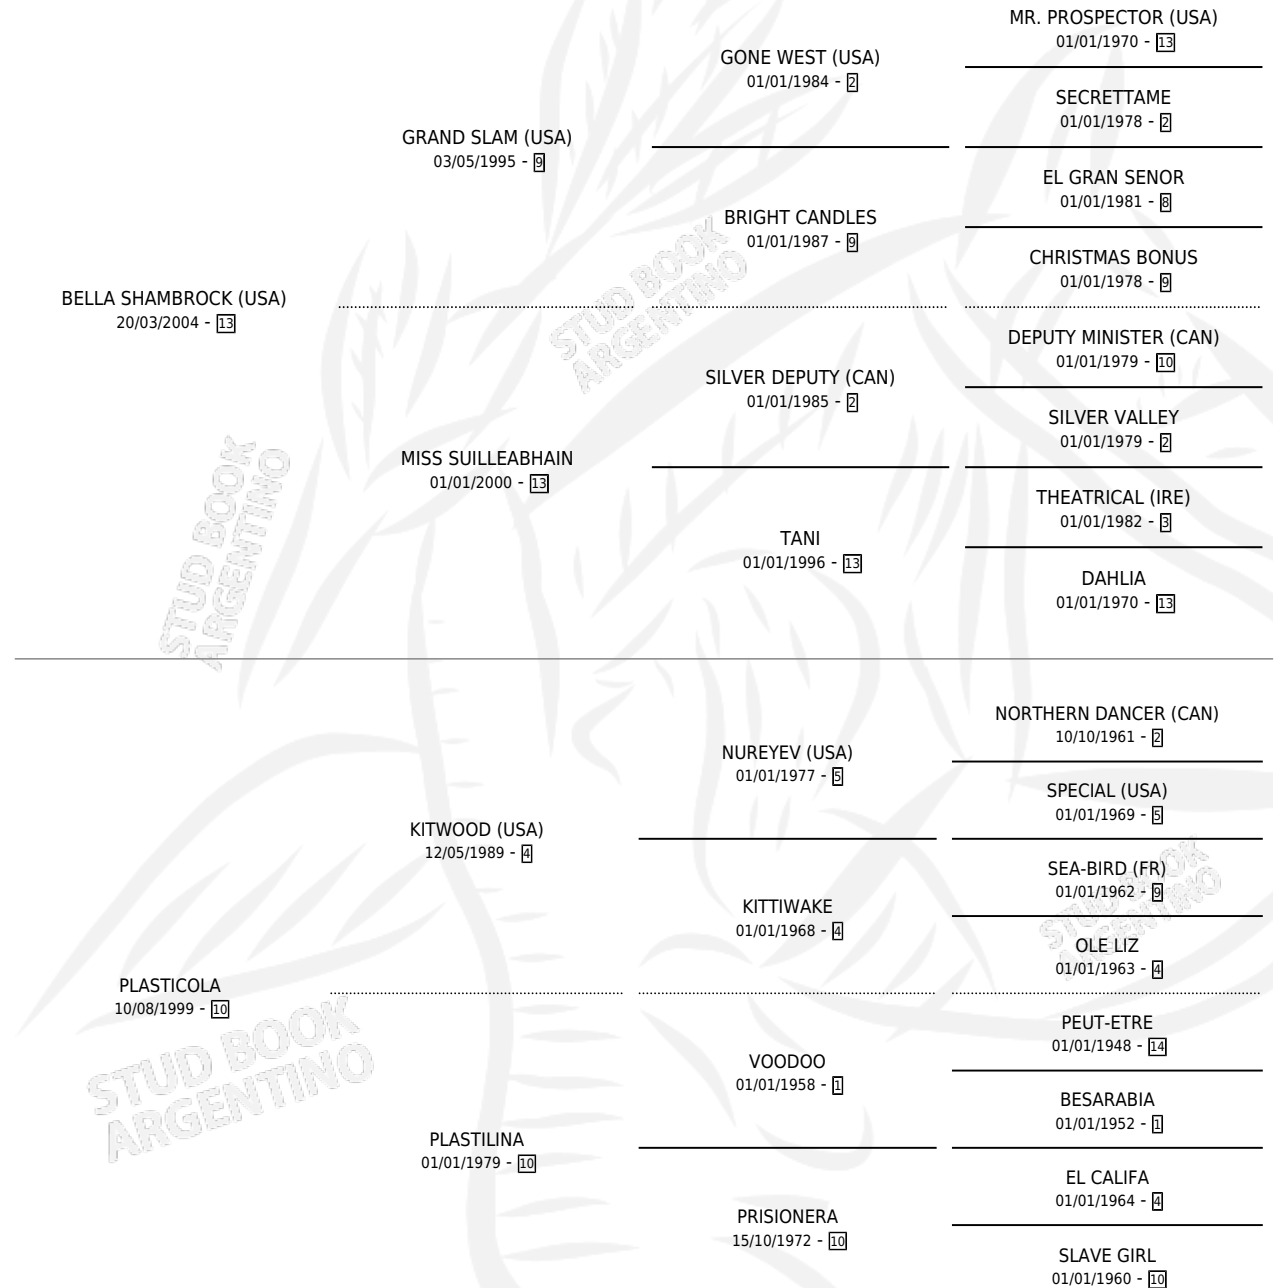 MR. PROSPECTOR (USA)
01/01/1970 - 13
GONE WEST (USA)
01/01/1984 - 2
SECRETTAME
01/01/1978 - 2
GRAND SLAM (USA)
03/05/1995 - 9
EL GRAN SENOR
01/01/1981 - 8
BRIGHT CANDLES
01/01/1987 - 9
CHRISTMAS BONUS
01/01/1978 - 9
BELLA SHAMBROCK (USA)
20/03/2004 - 13
DEPUTY MINISTER (CAN)
01/01/1979 - 10
SILVER DEPUTY (CAN)
01/01/1985 - 2
SILVER VALLEY
01/01/1979 - 2
MISS SUILLEABHAIN
01/01/2000 - 13
THEATRICAL (IRE)
01/01/1982 - 3
TANI
01/01/1996 - 13
DAHLIA
01/01/1970 - 13
NORTHERN DANCER (CAN)
10/10/1961 - 2
NUREYEV (USA)
01/01/1977 - 5
SPECIAL (USA)
01/01/1969 - 5
KITWOOD (USA)
12/05/1989 - 4
SEA-BIRD (FR)
01/01/1962 - 9
KITTIWAKE
01/01/1968 - 4
OLE LIZ
01/01/1963 - 4
PLASTICOLA
10/08/1999 - 10
PEUT-ETRE
01/01/1948 - 14
VOODOO
01/01/1958 - 1
BESARABIA
01/01/1952 - 1
PLASTILINA
01/01/1979 - 10
EL CALIFA
01/01/1964 - 4
PRISIONERA
15/10/1972 - 10
SLAVE GIRL
01/01/1960 - 10
STUD BOOK
ARGENTINO
STUD BOOK
ARGENTINO
STUD BOOK
ARGENTINO
STUD BOOK
ARGENTINO